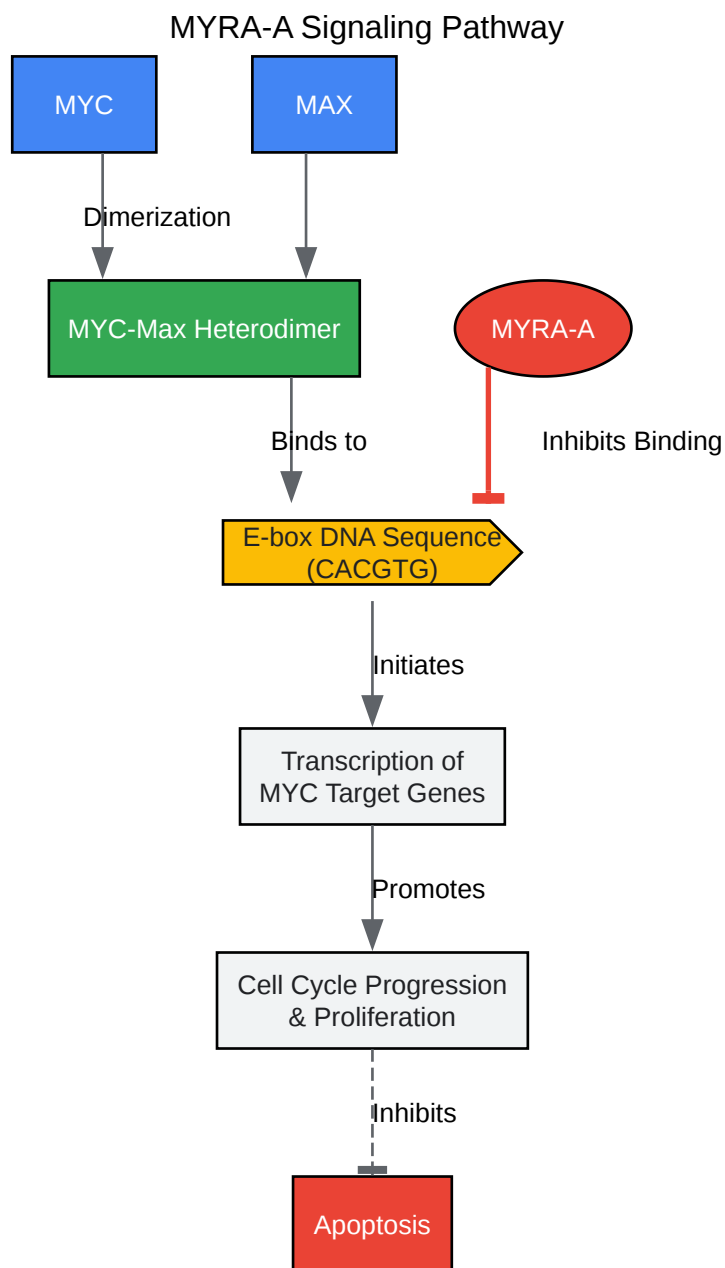 MYRA-A Signaling Pathway
MYC
MAX
Dimerization
MYC-Max Heterodimer
MYRA-A
Binds to
Inhibits Binding
E-box DNA Sequence
(CACGTG)
Initiates
Transcription of
MYC Target Genes
Promotes
Cell Cycle Progression
& Proliferation
Inhibits
Apoptosis